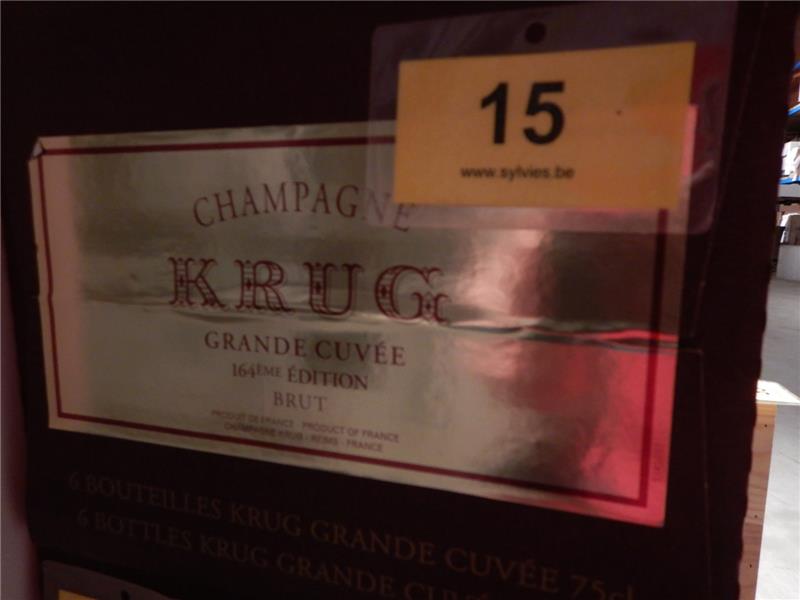 15
www.sylvies.be
CHAMPAGNE
KRUG
GRANDE CUVÉE
164ÈME ÉDITION
BRUT
PRODUIT DE FRANCE - PRODUCT OF FRANCE
CHAMPAGNE KRUG - REIMS - FRANCE
6 BOUTEILLES KRUG GRANDE CUVÉE 75cl
6 BOTTLES KRUG GRANDE CUVÉE